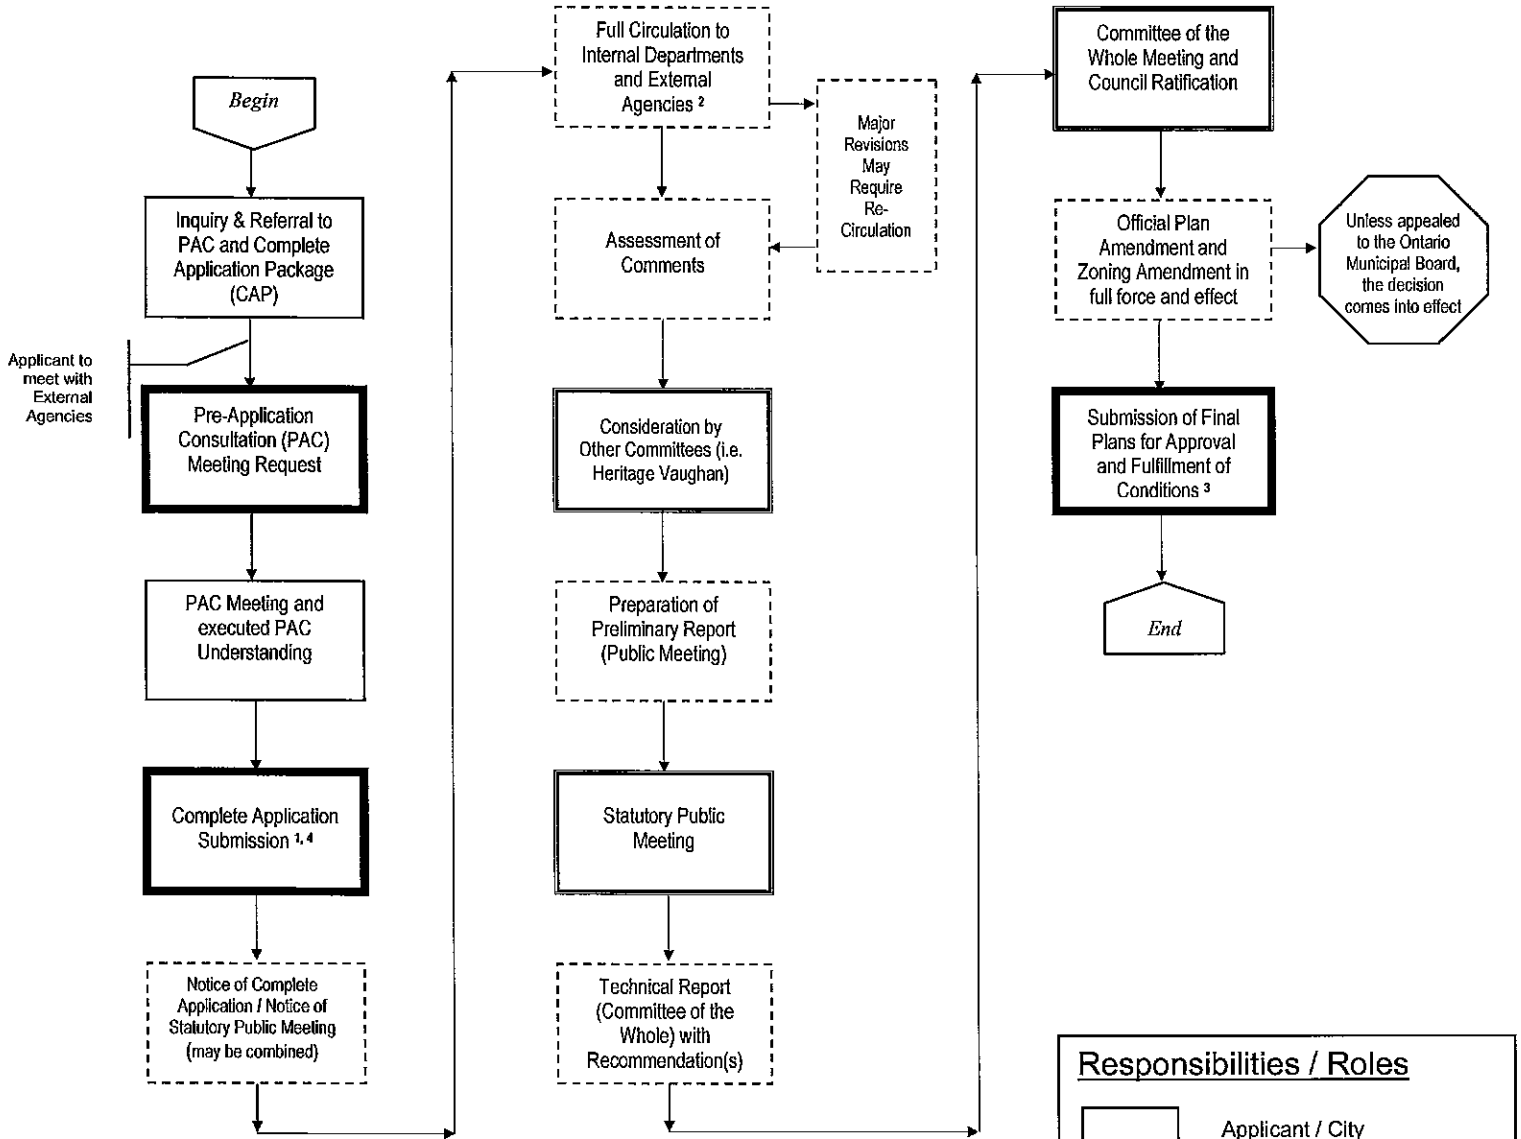 Begin
Inquiry & Referral to
PAC and Complete
Application Package
(CAP)
Applicant to
meet with
External
Agencies
Pre-Application
Consultation (PAC)
Meeting Request
PAC Meeting and
executed PAC
Understanding
Complete Application
Submission 1, 4
Notice of Complete
Application / Notice of
Statutory Public Meeting
(may be combined)
Full Circulation to
Internal Departments
and External
Agencies 2
Major
Revisions
May
Require
Re-
Circulation
Assessment of
Comments
Consideration by
Other Committees (i.e.
Heritage Vaughan)
Preparation of
Preliminary Report
(Public Meeting)
Statutory Public
Meeting
Technical Report
(Committee of the
Whole) with
Recommendation(s)
Committee of the
Whole Meeting and
Council Ratification
Official Plan
Amendment and
Zoning Amendment in
full force and effect
Unless appealed
to the Ontario
Municipal Board,
the decision
comes into effect
Submission of Final
Plans for Approval
and Fulfillment of
Conditions 3
End
Responsibilities / Roles
Applicant / City